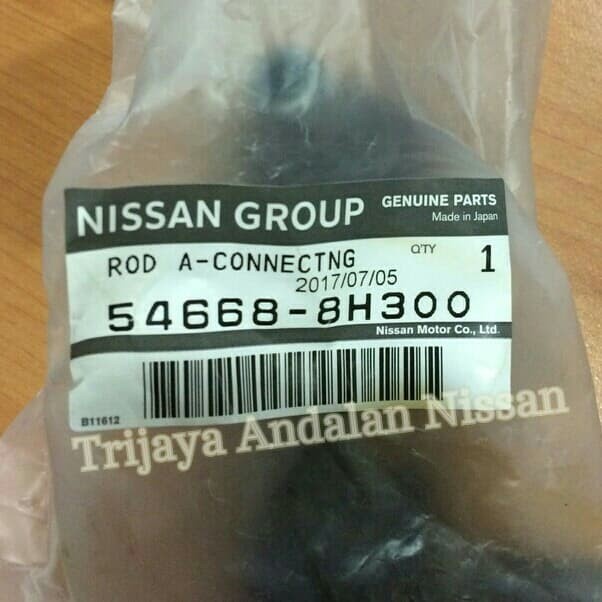 NISSAN GROUP GENUINE PARTS
Made in Japan
ROD A-CONNECTNG QTY 1
2017/07/05
54668-8H300
Nissan Motor Co., Ltd.
B11612
Trijaya Andalan Nissan